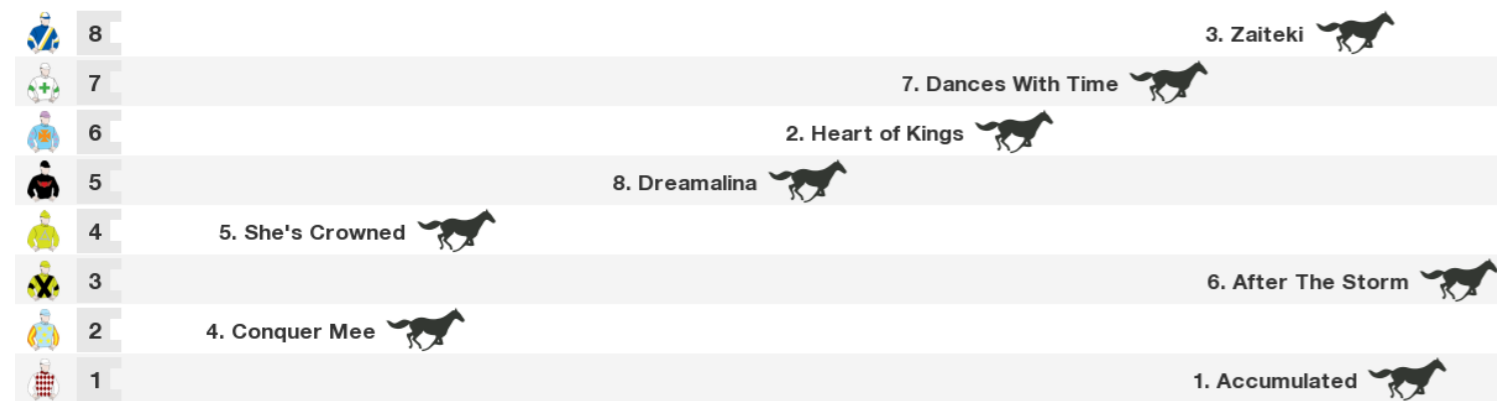 8 3. Zaiteki
7 7. Dances With Time
6 2. Heart of Kings
5 8. Dreamalina
4 5. She's Crowned
3 6. After The Storm
2 4. Conquer Mee
1 1. Accumulated